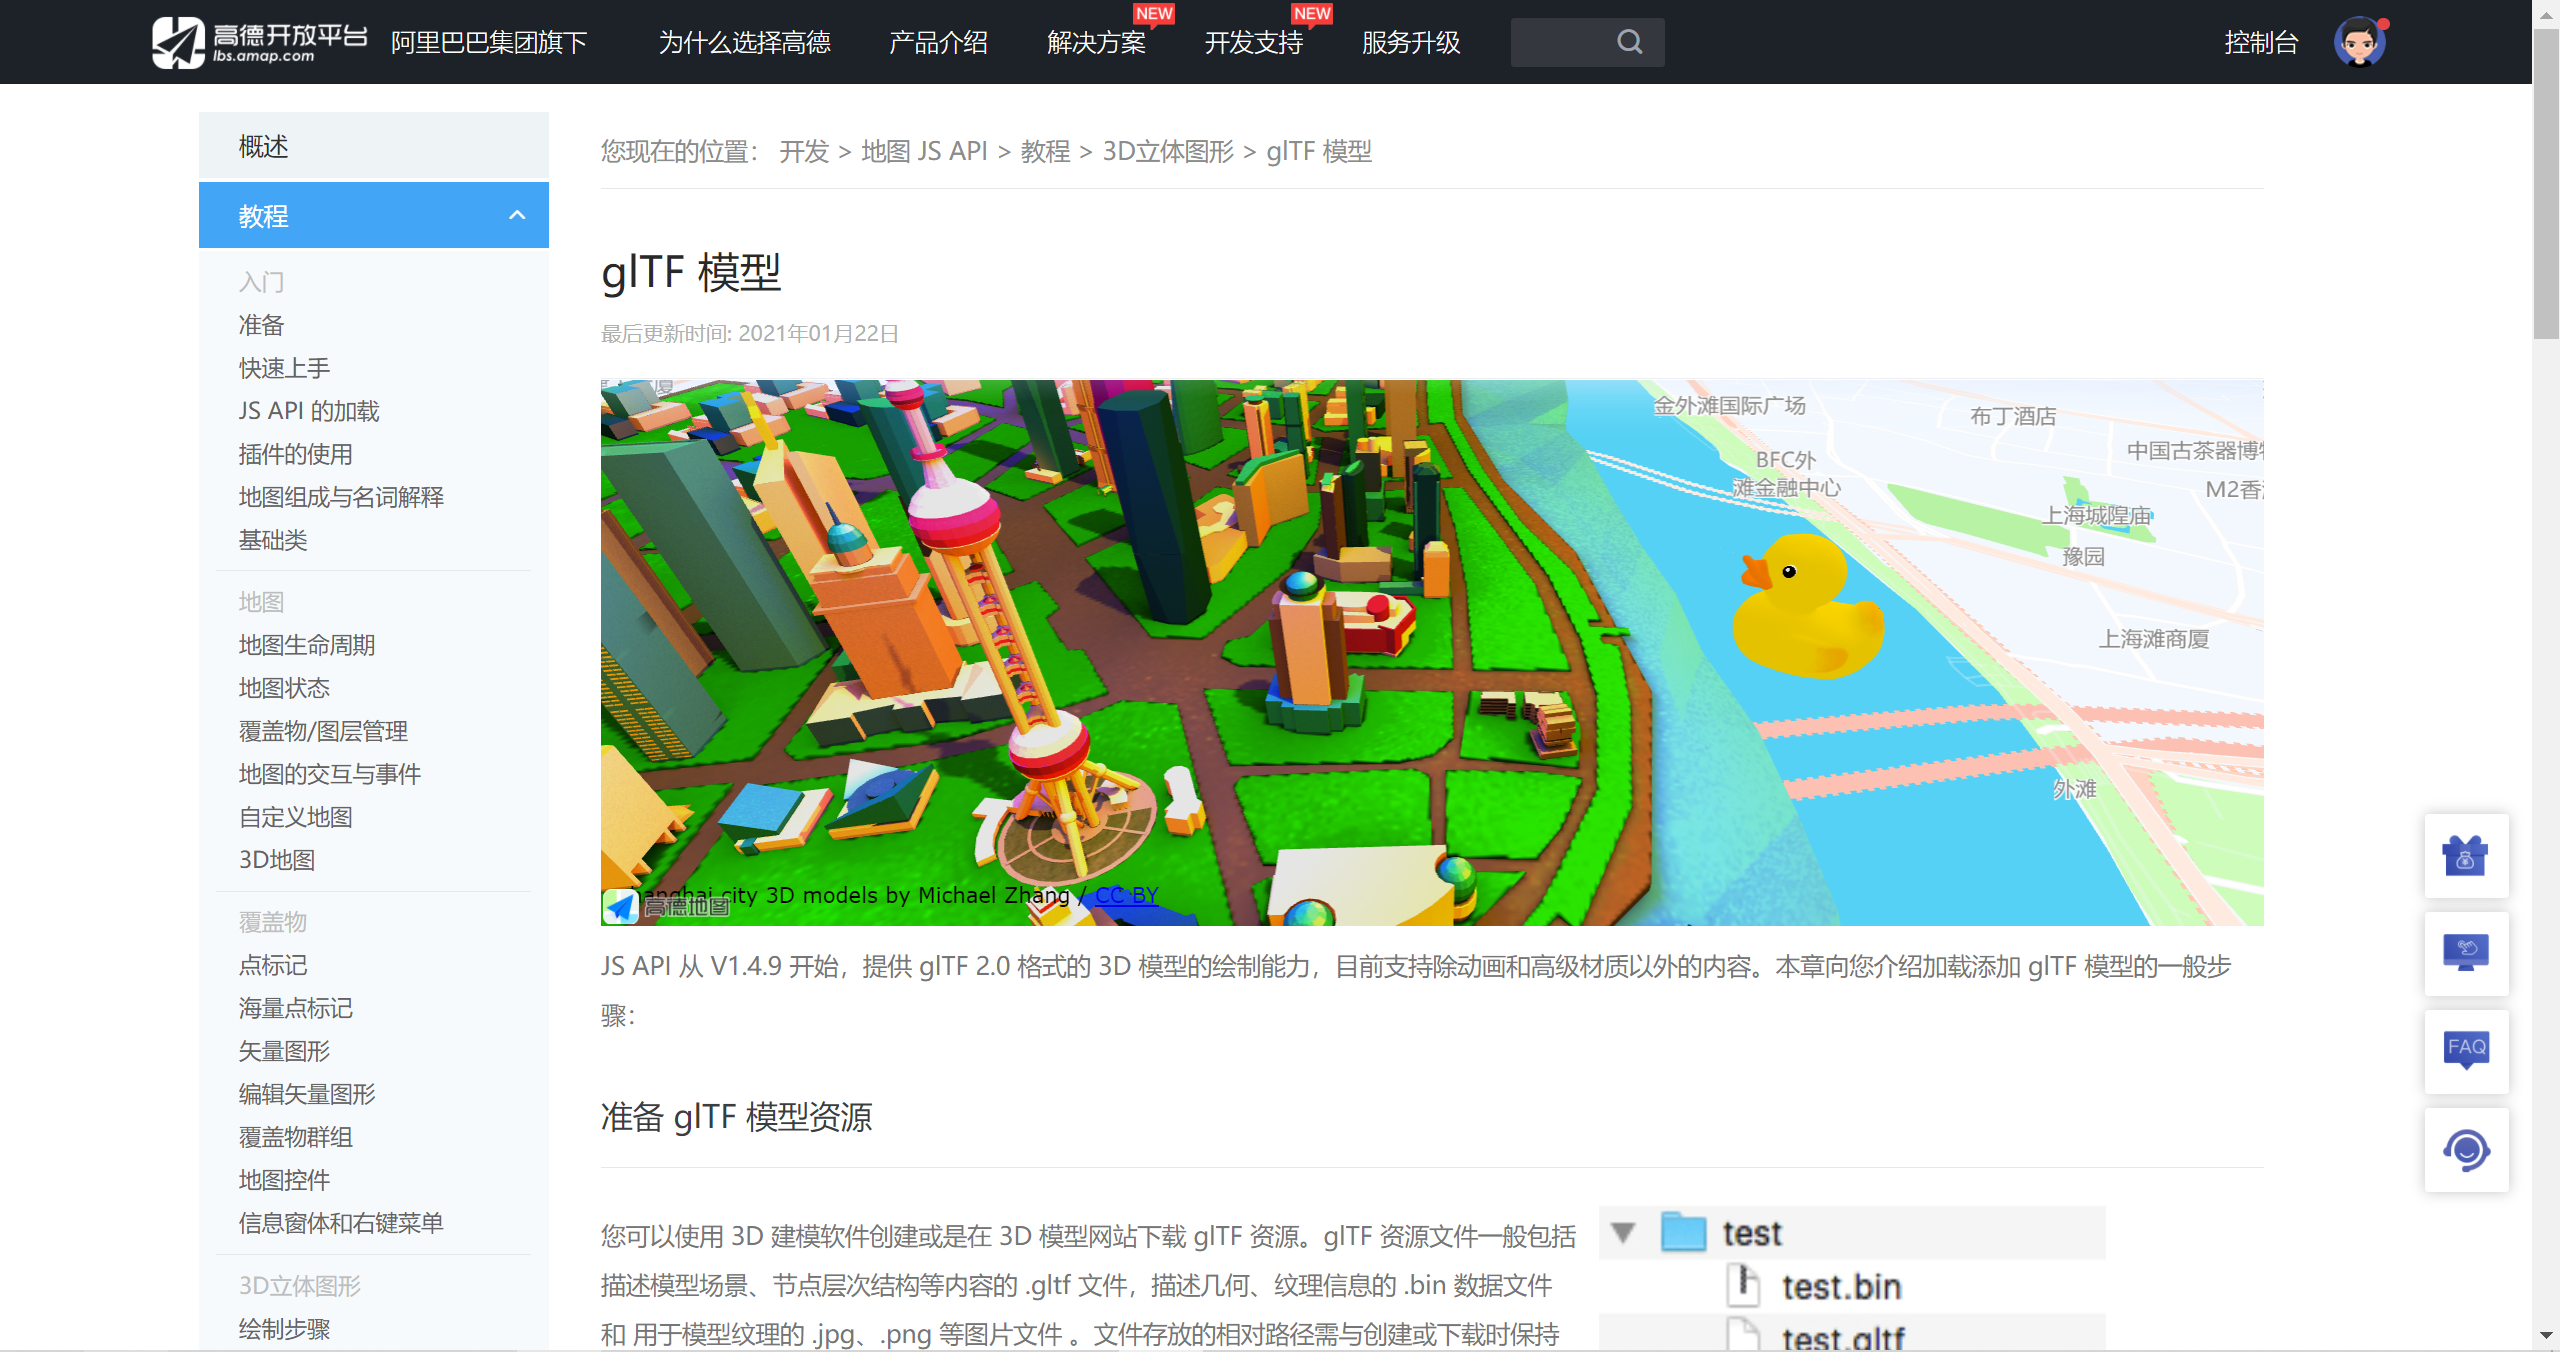 高德开放平台
lbs.amap.com
阿里巴巴集团旗下
为什么选择高德
产品介绍
解决方案
NEW
开发支持
NEW
服务升级
控制台
概述
教程
入门
准备
快速上手
JS API 的加载
插件的使用
地图组成与名词解释
基础类
地图
地图生命周期
地图状态
覆盖物/图层管理
地图的交互与事件
自定义地图
3D地图
覆盖物
点标记
海量点标记
矢量图形
编辑矢量图形
覆盖物群组
地图控件
信息窗体和右键菜单
3D立体图形
绘制步骤
您现在的位置： 开发 > 地图 JS API > 教程 > 3D立体图形 > glTF 模型
glTF 模型
最后更新时间: 2021年01月22日
金外滩国际广场
布丁酒店
中国古茶器博
BFC外
滩金融中心
M2香
上海城隍庙
豫园
上海滩商厦
外滩
city 3D models by Michael Zhang / CC BY
高德地图
JS API 从 V1.4.9 开始，提供 glTF 2.0 格式的 3D 模型的绘制能力，目前支持除动画和高级材质以外的内容。本章向您介绍加载添加 glTF 模型的一般步
骤：
准备 glTF 模型资源
您可以使用 3D 建模软件创建或是在 3D 模型网站下载 glTF 资源。glTF 资源文件一般包括
描述模型场景、节点层次结构等内容的 .gltf 文件，描述几何、纹理信息的 .bin 数据文件
和 用于模型纹理的 .jpg、.png 等图片文件 。文件存放的相对路径需与创建或下载时保持
test
test.bin
test.gltf
FAQ